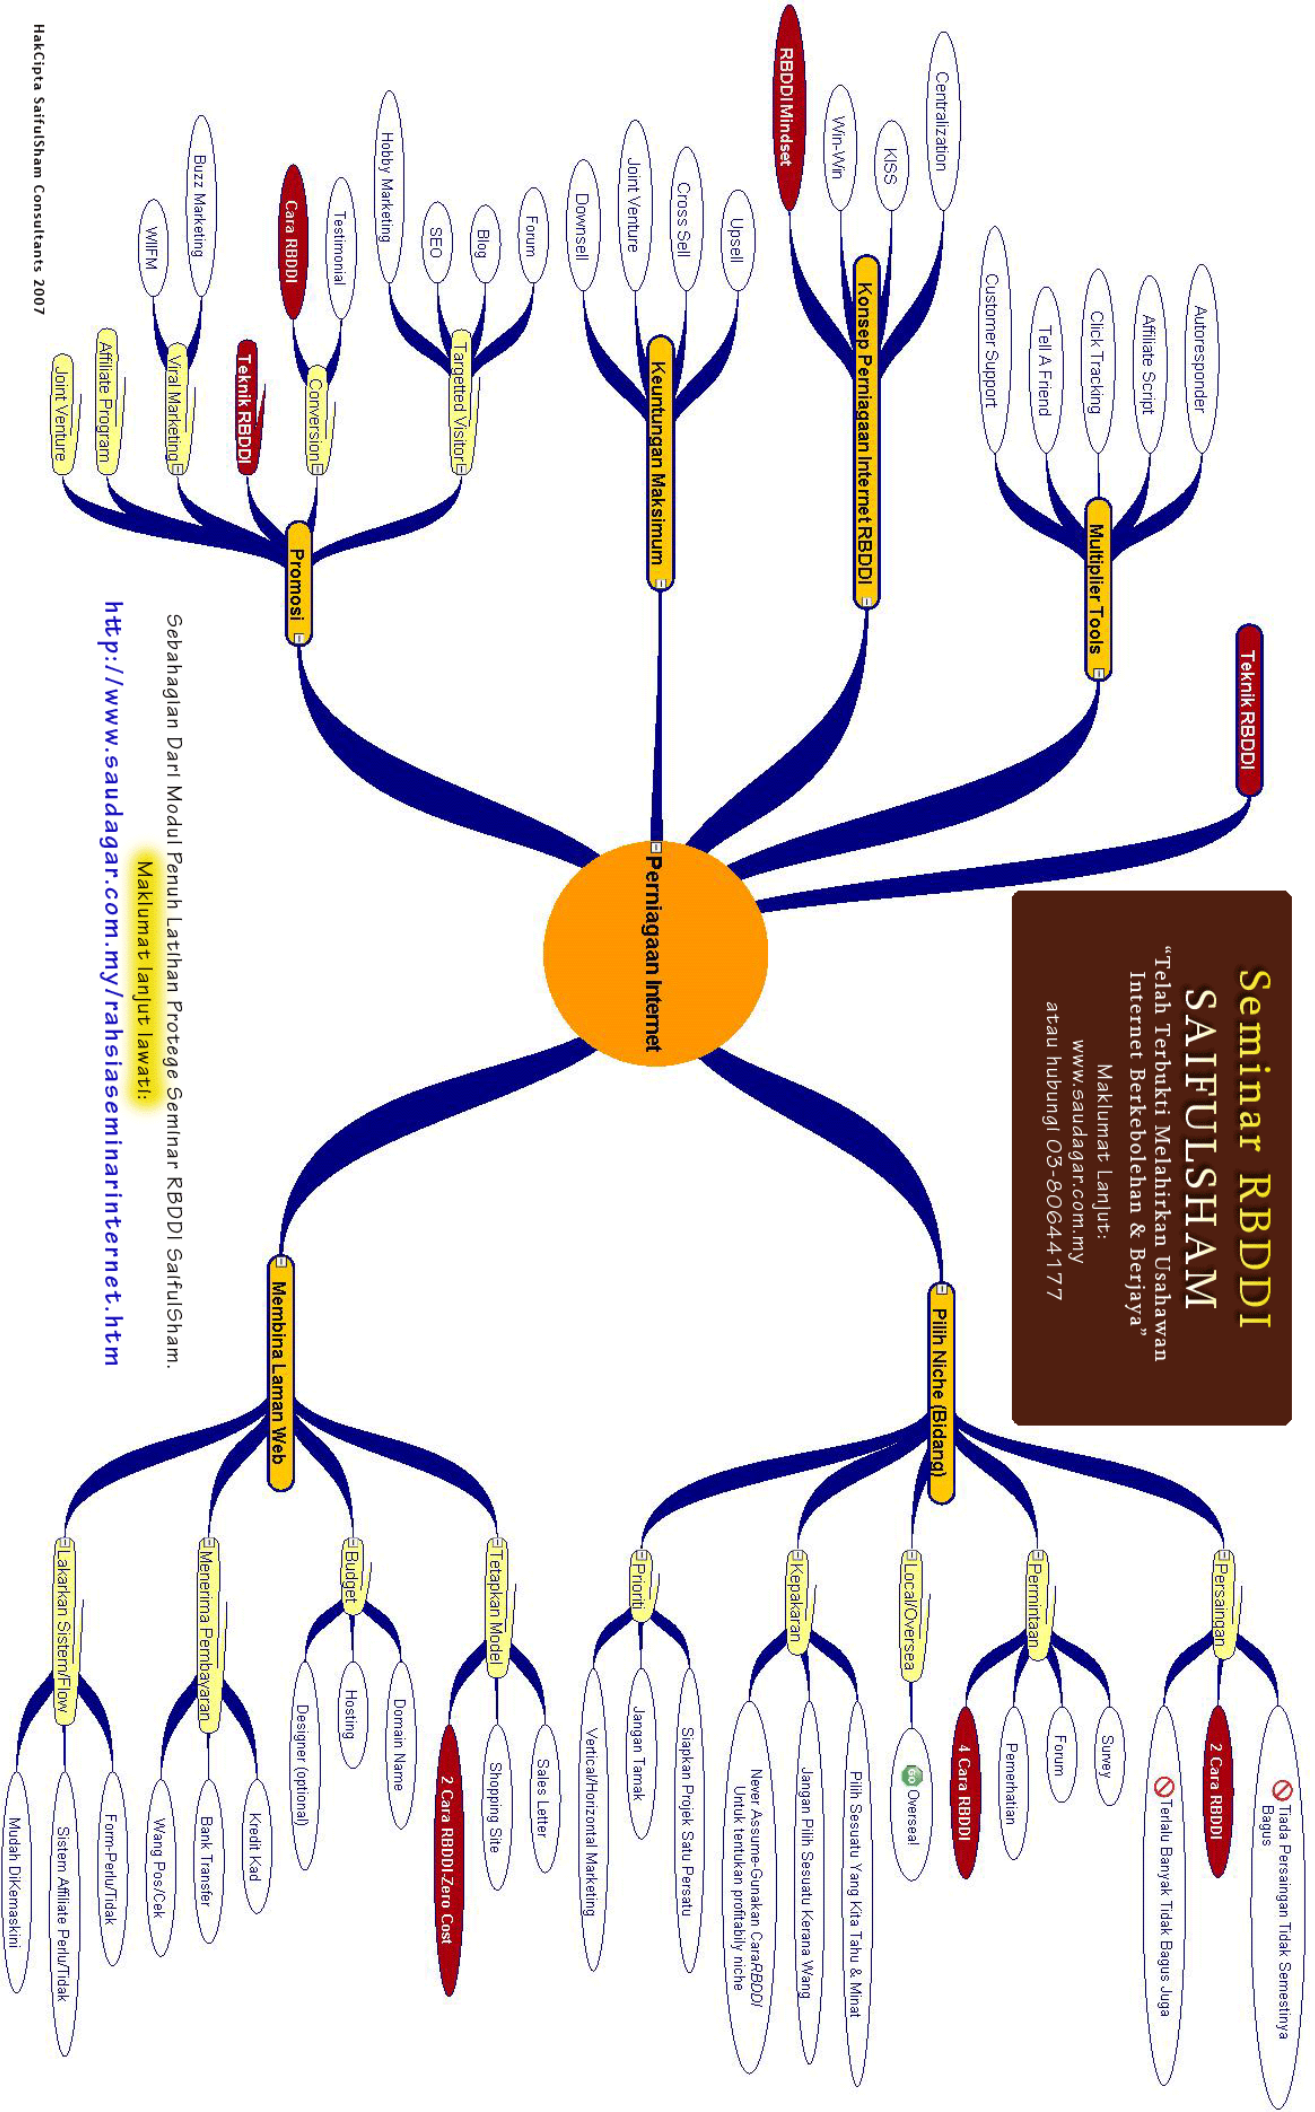 Seminar RBDDI
SAIFULSHAM
“Telah Terbukti Melahirkan Usahawan
Internet Berkebolehan & Berjaya”
Maklumat Lanjut:
www.saudagar.com.my
atau hubungi 03-80644177
Perniagaan Internet
Teknik RBDDI
Multiplier Tools
Autoresponder
Affiliate Script
Click Tracking
Tell A Friend
Customer Support
Konsep Perniagaan Internet RBDDI
Centralization
KISS
Win-Win
RBDDI Mindset
Keuntungan Maksimum
Upsell
Cross Sell
Joint Venture
Downsell
Promosi
Targetted Visitor
Forum
Blog
SEO
Hobby Marketing
Conversion
Testimonial
Cara RBDDI
Teknik RBDDI
Viral Marketing
Buzz Marketing
WIIFM
Affiliate Program
Joint Venture
Pilih Niche (Bidang)
Persaingan
Tiada Persaingan Tidak Semestinya
Bagus
2 Cara RBDDI
Terlalu Banyak Tidak Bagus Juga
Permintaan
Survey
Forum
Pemerhatian
4 Cara RBDDI
Local/Oversea
GO Overseal
Kepakaran
Pilih Sesuatu Yang Kita Tahu & Minat
Jangan Pilih Sesuatu Kerana Wang
Never Assume-Gunakan CaraRBDDI
Untuk tentukan profitabily niche
Prioriti
Siapkan Projek Satu Persatu
Jangan Tamak
Vertical/Horizontal Marketing
Membina Laman Web
Tetapkan Model
Sales Letter
Shopping Site
2 Cara RBDDI-Zero Cost
Budget
Domain Name
Hosting
Designer (optional)
Menerima Pembayaran
Kredit Kad
Bank Transfer
Wang Pos/Cek
Lakarkan Sistem/Flow
Form-Perlu/Tidak
Sistem Affiliate Perlu/Tidak
Mudah DiKemaskini
Sebahagian Dari Modul Penuh Latihan Protege Seminar RBDDI SaifulSham.
Maklumat lanjut lawati:
http://www.saudagar.com.my/rahsiaseminarinternet.htm
HakCipta SaifulSham Consultants 2007